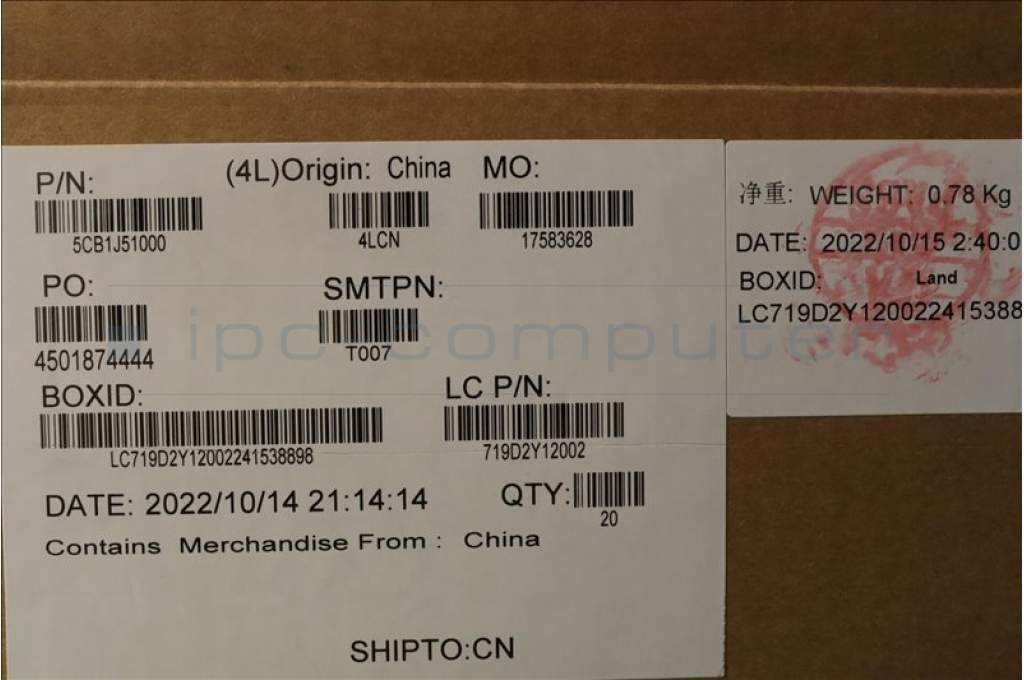 P/N:
5CB1J51000
(4L)Origin: China
4LCN
MO:
17583628
PO:
4501874444
SMTPN:
T007
BOXID:
LC719D2Y12002241538898
LC P/N:
719D2Y12002
DATE: 2022/10/14 21:14:14
QTY:
20
Contains Merchandise From : China
SHIPTO:CN
净重: WEIGHT: 0.78 Kg
DATE: 2022/10/15 2:40:0
BOXID: Land
LC719D2Y120022415388
ipc computer